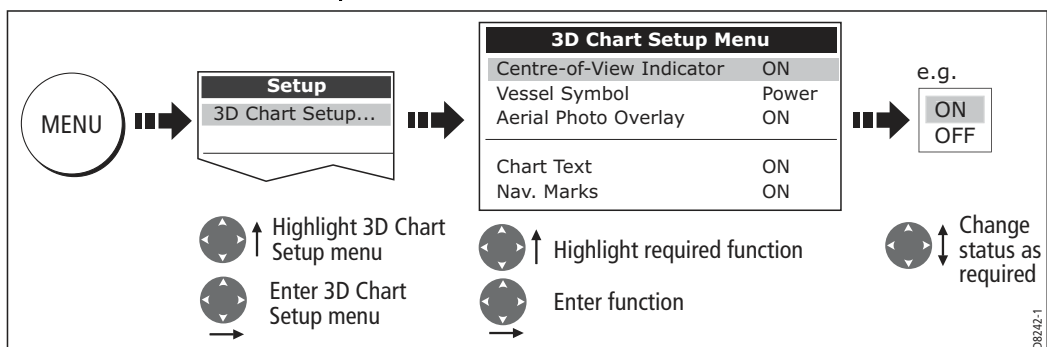 MENU
Setup
3D Chart Setup...
3D Chart Setup Menu
Centre-of-View Indicator ON
Vessel Symbol Power
Aerial Photo Overlay ON
Chart Text ON
Nav. Marks ON
e.g.
ON
OFF
Highlight 3D Chart
Setup menu
Enter 3D Chart
Setup menu
Highlight required function
Enter function
Change
status as
required
D8242-1